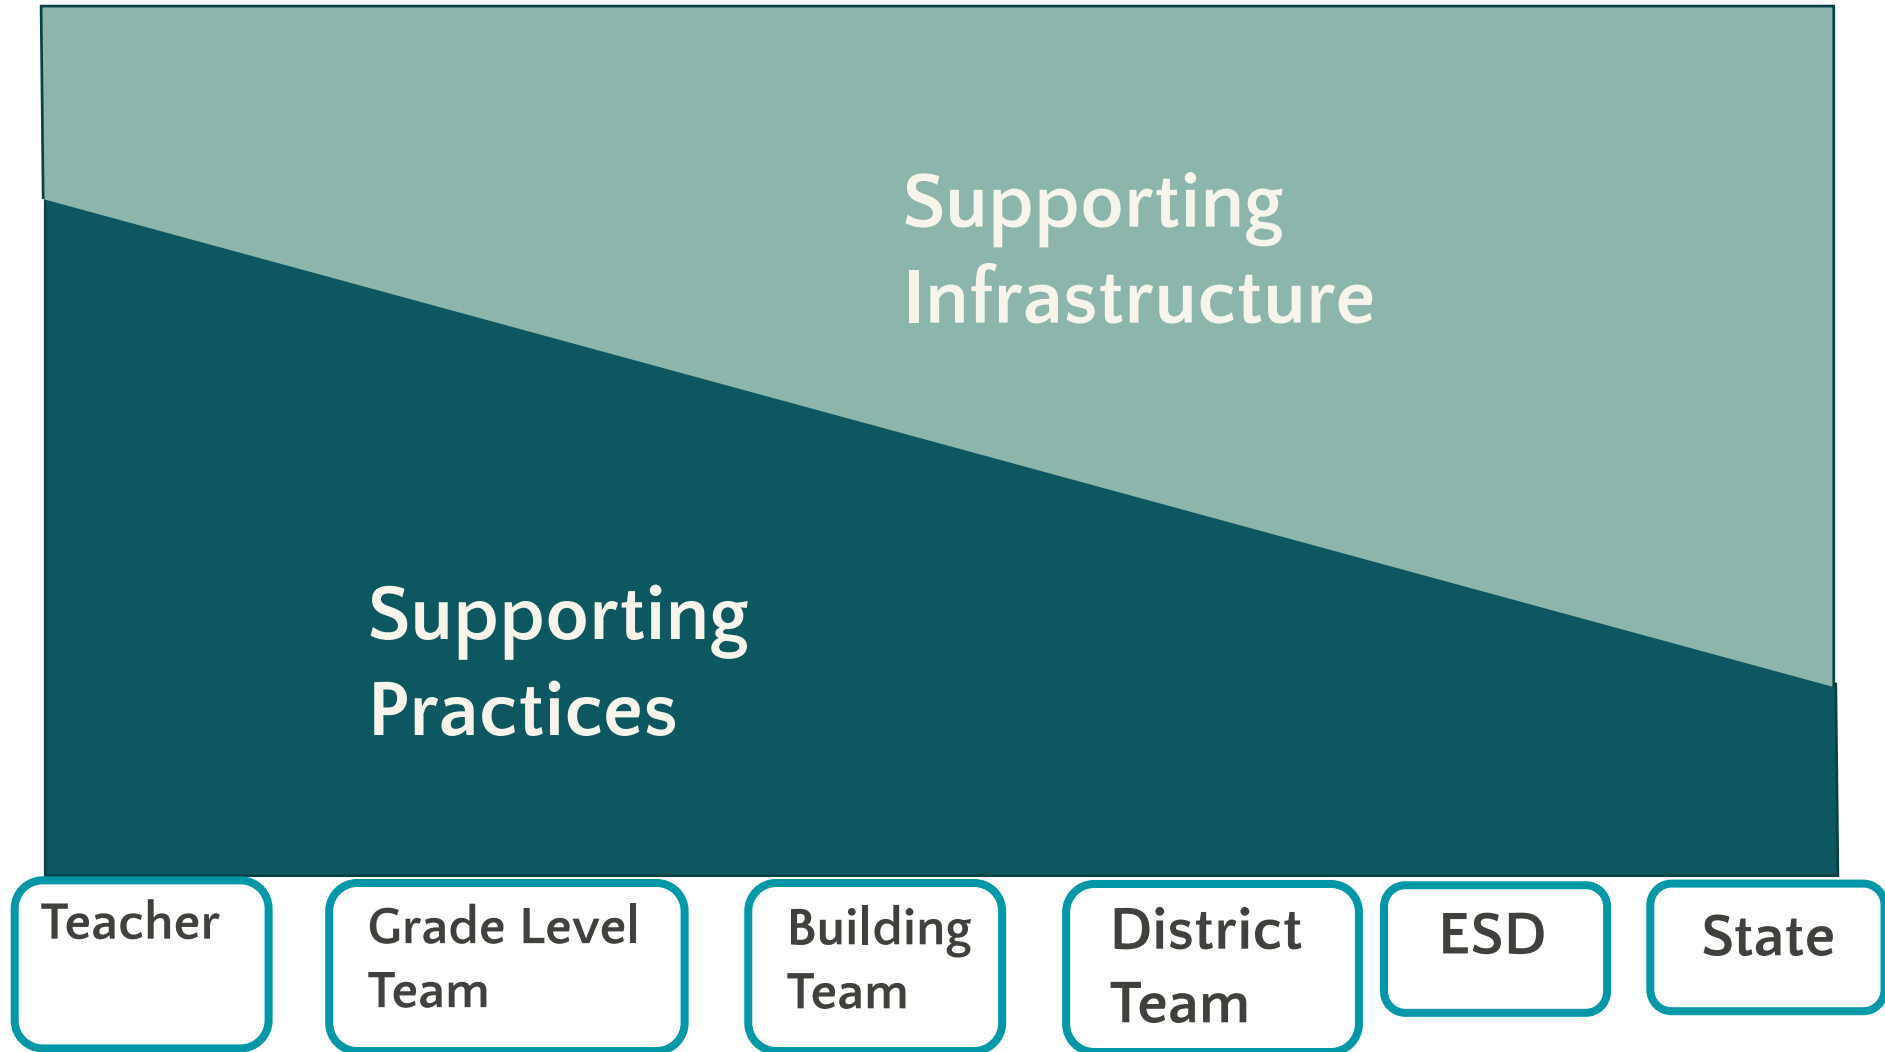 Supporting
Infrastructure
Supporting
Practices
Teacher
Grade Level
Team
Building
Team
District
Team
ESD
State